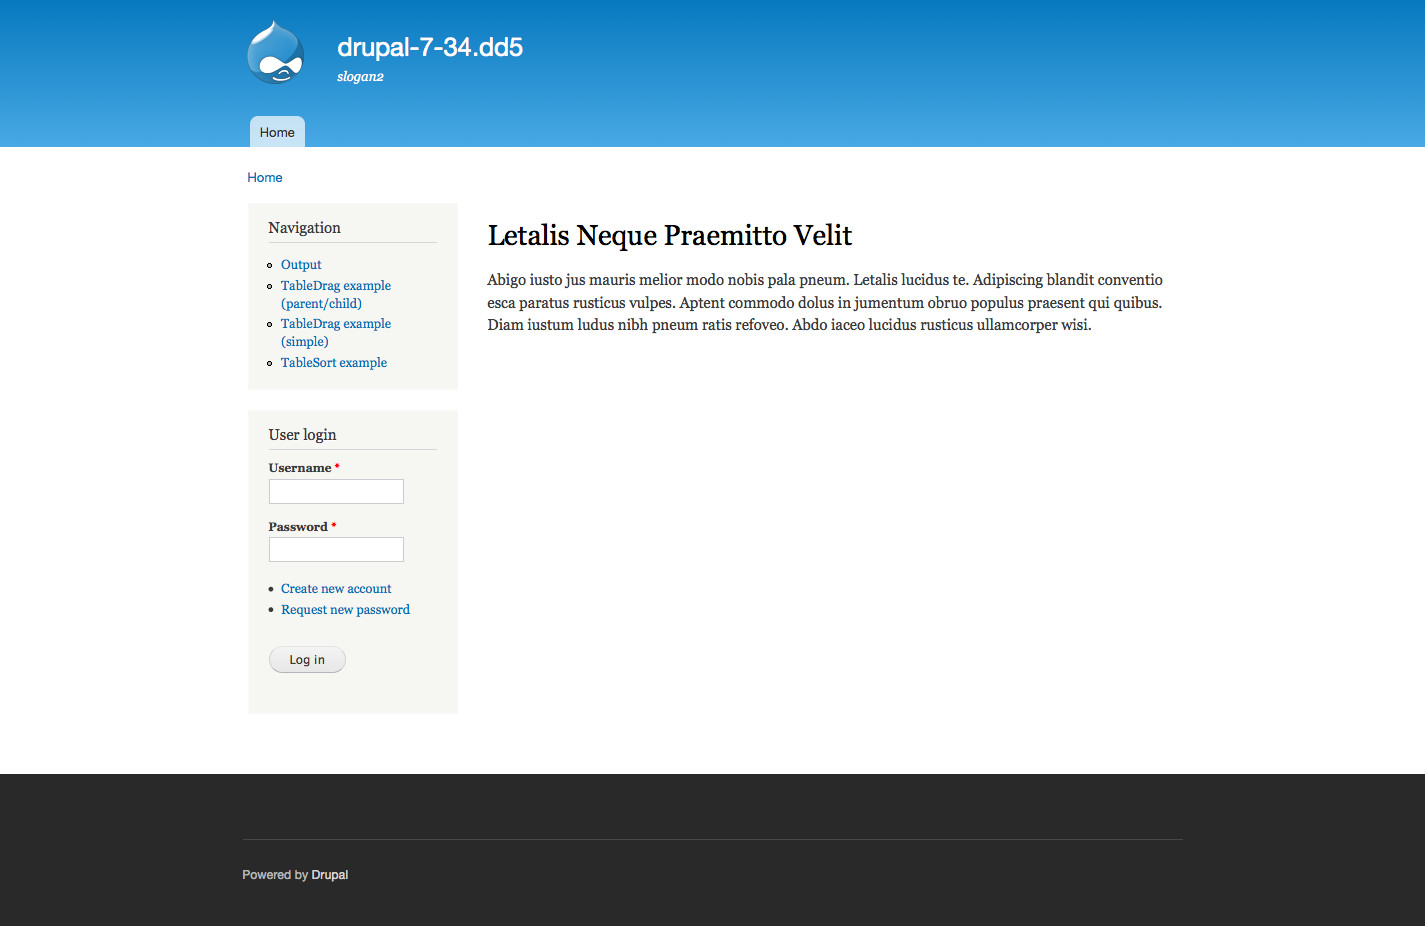 drupal-7-34.dd5
slogan2
Home
Home
Navigation
Output
TableDrag example
(parent/child)
TableDrag example
(simple)
TableSort example
User login
Username *
Password *
Create new account
Request new password
Log in
Letalis Neque Praemitto Velit
Abigo iusto jus mauris melior modo nobis pala pneum. Letalis lucidus te. Adipiscing blandit conventio
esca paratus rusticus vulpes. Aptent commodo dolus in jumentum obruo populus praesent qui quibus.
Diam iustum ludus nibh pneum ratis refoveo. Abdo iaceo lucidus rusticus ullamcorper wisi.
Powered by Drupal